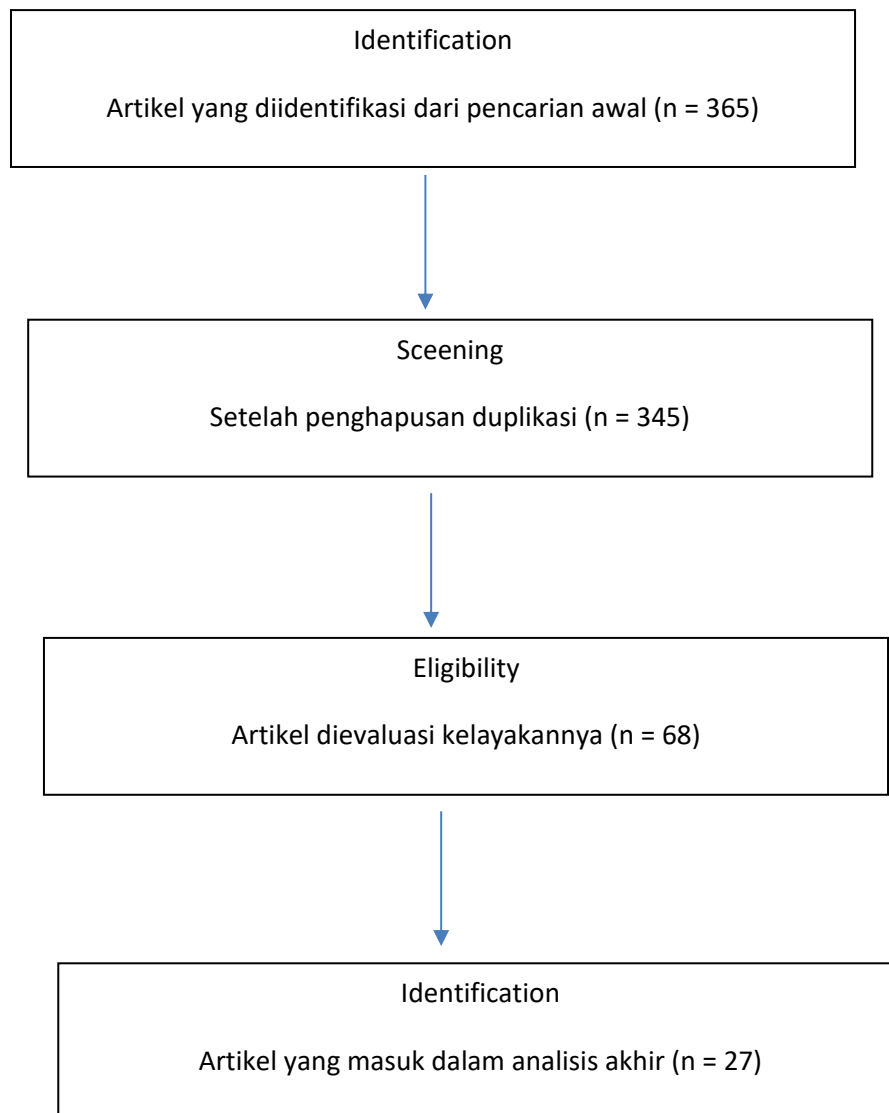 Identification
Artikel yang diidentifikasi dari pencarian awal (n = 365)
Sceening
Setelah penghapusan duplikasi (n = 345)
Eligibility
Artikel dievaluasi kelayakannya (n = 68)
Identification
Artikel yang masuk dalam analisis akhir (n = 27)